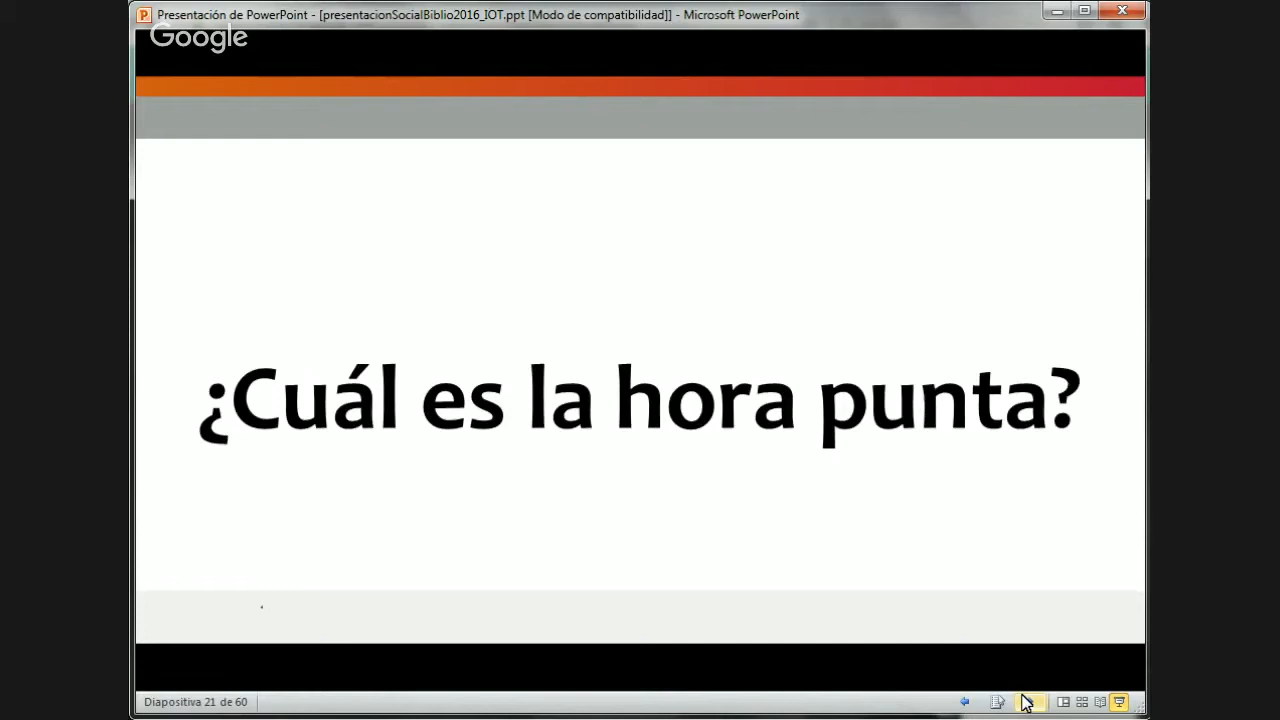 Presentación de PowerPoint - [presentacionSocialBiblio2016_IOT.ppt [Modo de compatibilidad]] - Microsoft PowerPoint
Google
¿Cuál es la hora punta?
Diapositiva 21 de 60